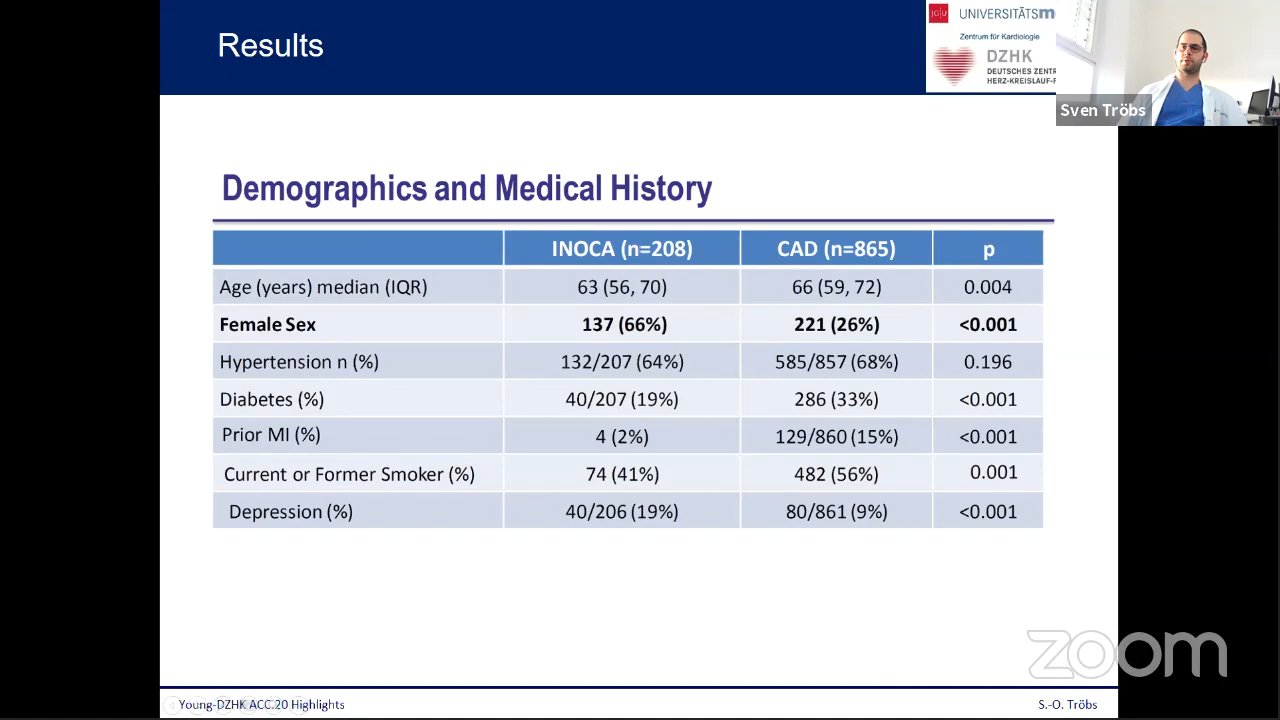 Results
JGU UNIVERSITÄTSm
Zentrum für Kardiologie
DZHK
DEUTSCHES ZENTR
HERZ-KREISLAUF-F
Sven Tröbs
Demographics and Medical History
INOCA (n=208) CAD (n=865) p
Age (years) median (IQR) 63 (56, 70) 66 (59, 72) 0.004
Female Sex 137 (66%) 221 (26%) <0.001
Hypertension n (%) 132/207 (64%) 585/857 (68%) 0.196
Diabetes (%) 40/207 (19%) 286 (33%) <0.001
Prior MI (%) 4 (2%) 129/860 (15%) <0.001
Current or Former Smoker (%) 74 (41%) 482 (56%) 0.001
Depression (%) 40/206 (19%) 80/861 (9%) <0.001
zoom
Young-DZHK ACC.20 Highlights S.-O. Tröbs